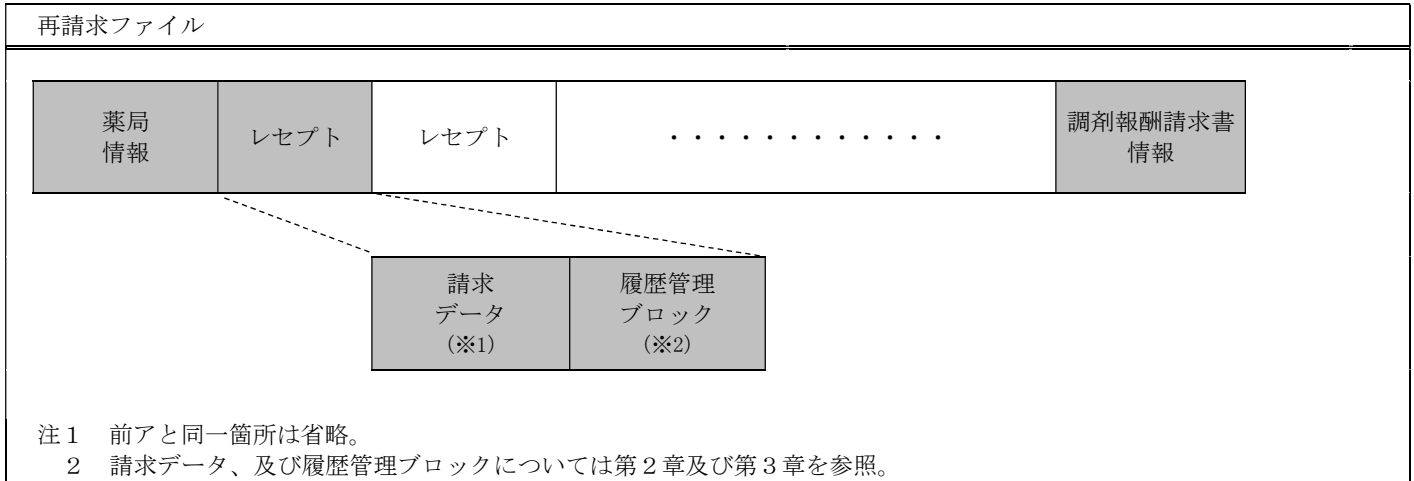 再請求ファイル
薬局
情報
レセプト
レセプト
・・・・・・・・・・・・
調剤報酬請求書
情報
請求
データ
(※1)
履歴管理
ブロック
(※2)
注１　前アと同一箇所は省略。
２　請求データ、及び履歴管理ブロックについては第２章及び第３章を参照。